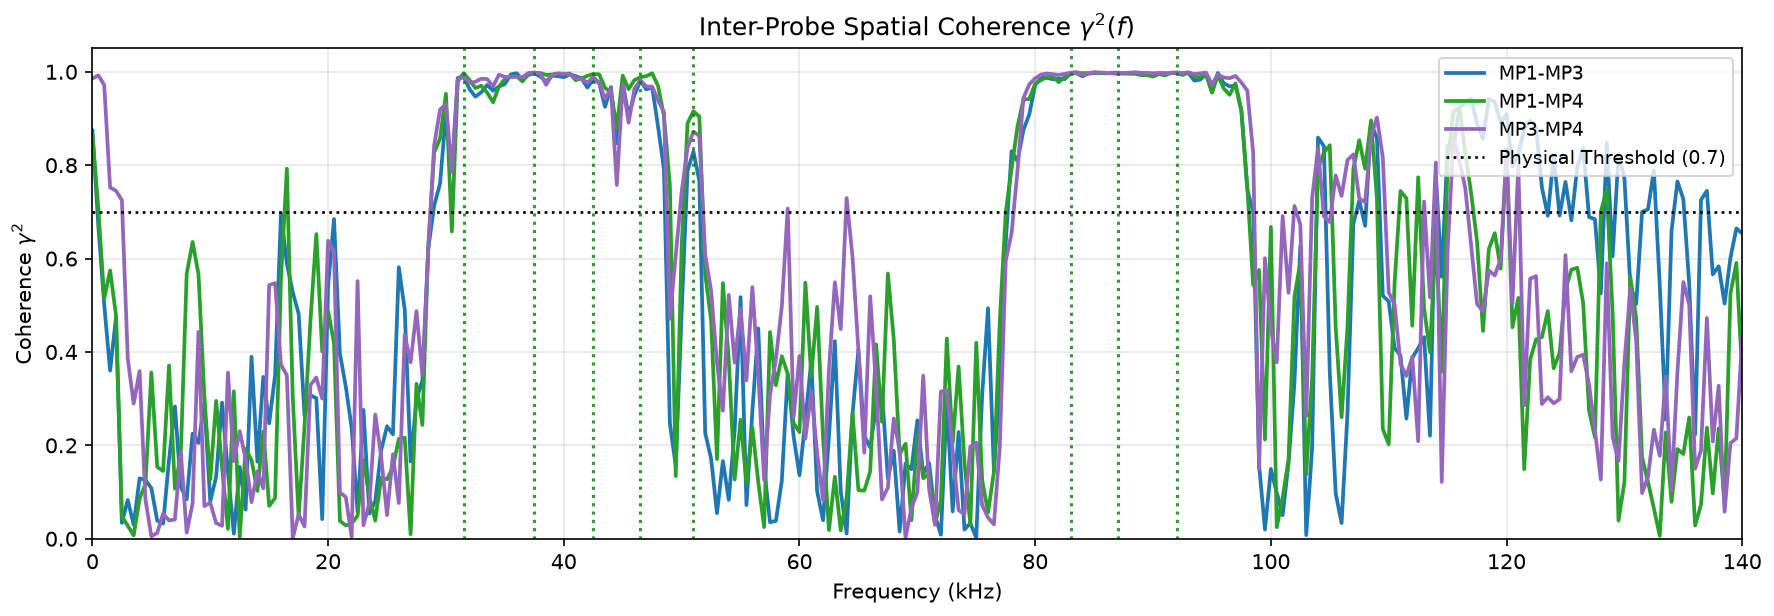 Inter-Probe Spatial Coherence γ²(f)
Coherence γ²
1.0
0.8
0.6
0.4
0.2
0.0
MP1-MP3
MP1-MP4
MP3-MP4
Physical Threshold (0.7)
0 20 40 60 80 100 120 140
Frequency (kHz)